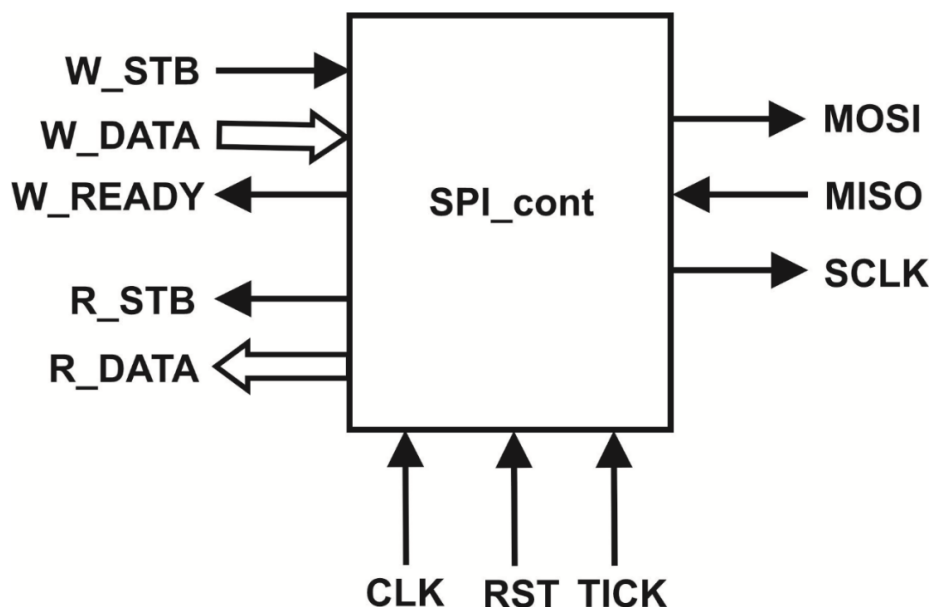 W_STB
W_DATA
W_READY
R_STB
R_DATA
SPI_cont
MOSI
MISO
SCLK
CLK RST TICK